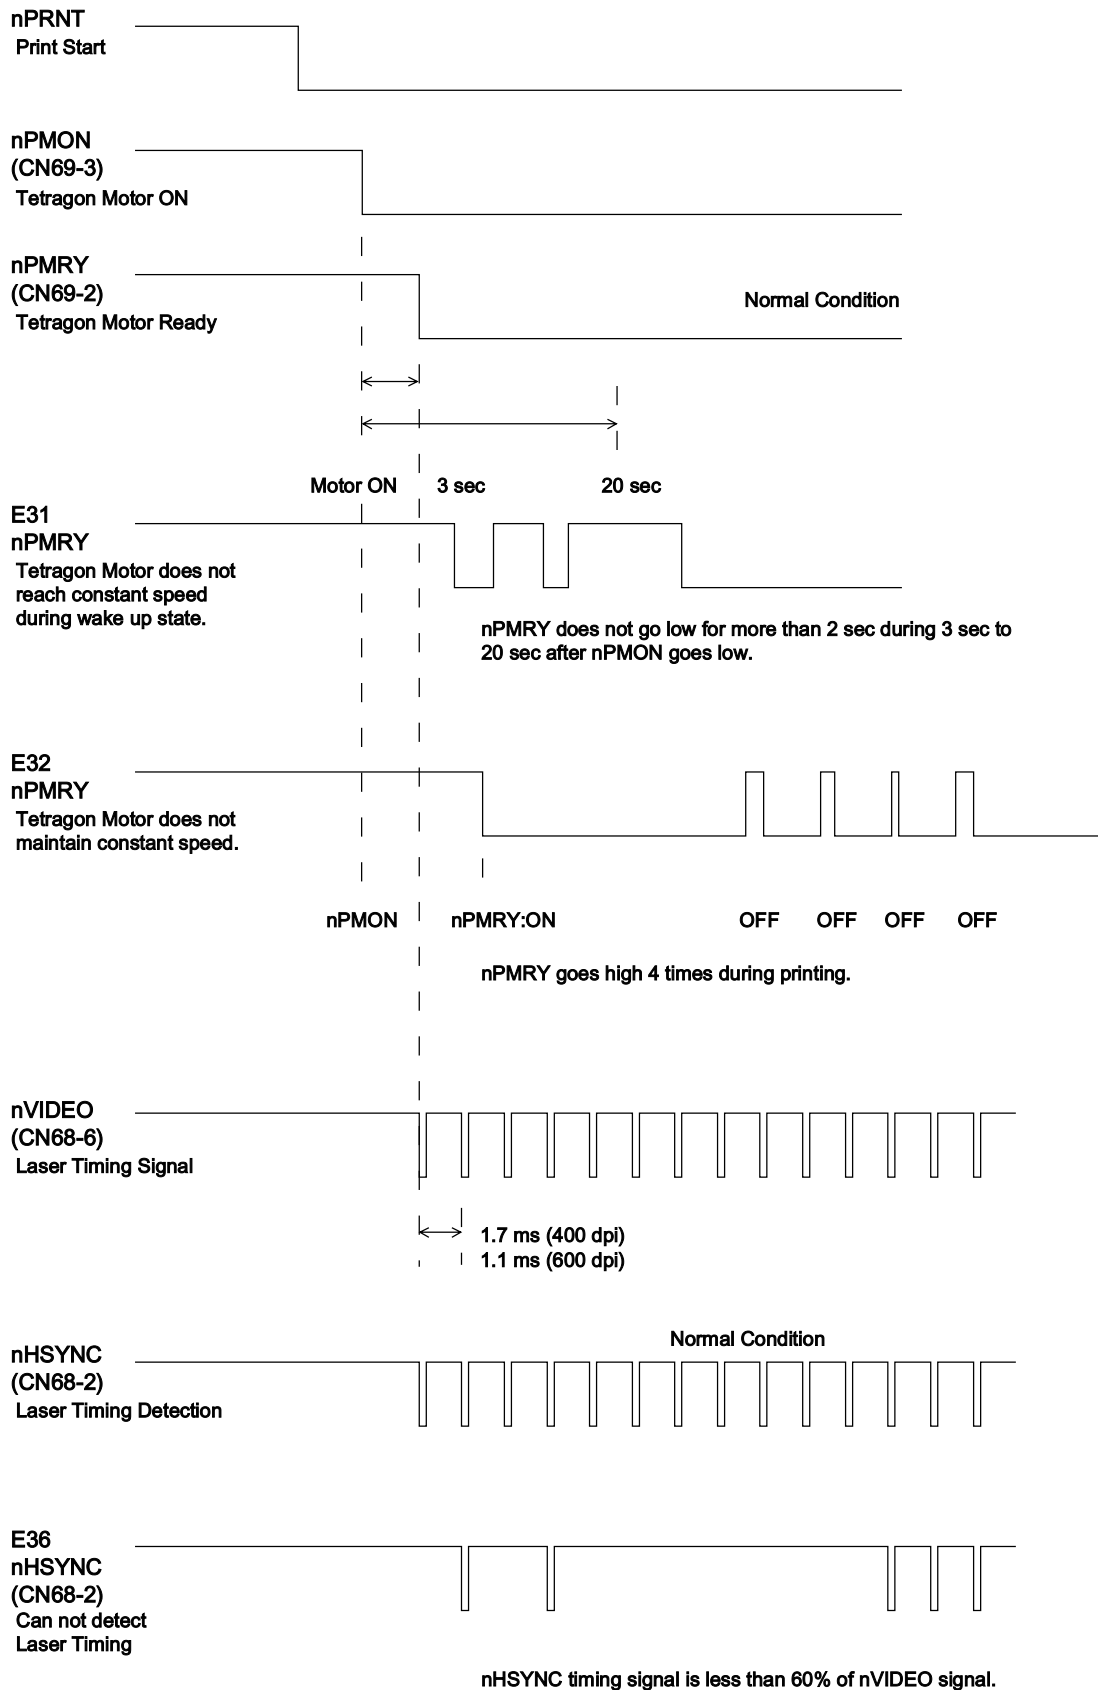 nPRNT
Print Start
nPMON
(CN69-3)
Tetragon Motor ON
nPMRY
(CN69-2)
Tetragon Motor Ready
Normal Condition
Motor ON 3 sec 20 sec
E31
nPMRY
Tetragon Motor does not
reach constant speed
during wake up state.
nPMRY does not go low for more than 2 sec during 3 sec to
20 sec after nPMON goes low.
E32
nPMRY
Tetragon Motor does not
maintain constant speed.
nPMON nPMRY:ON OFF OFF OFF OFF
nPMRY goes high 4 times during printing.
nVIDEO
(CN68-6)
Laser Timing Signal
1.7 ms (400 dpi)
1.1 ms (600 dpi)
Normal Condition
nHSYNC
(CN68-2)
Laser Timing Detection
E36
nHSYNC
(CN68-2)
Can not detect
Laser Timing
nHSYNC timing signal is less than 60% of nVIDEO signal.